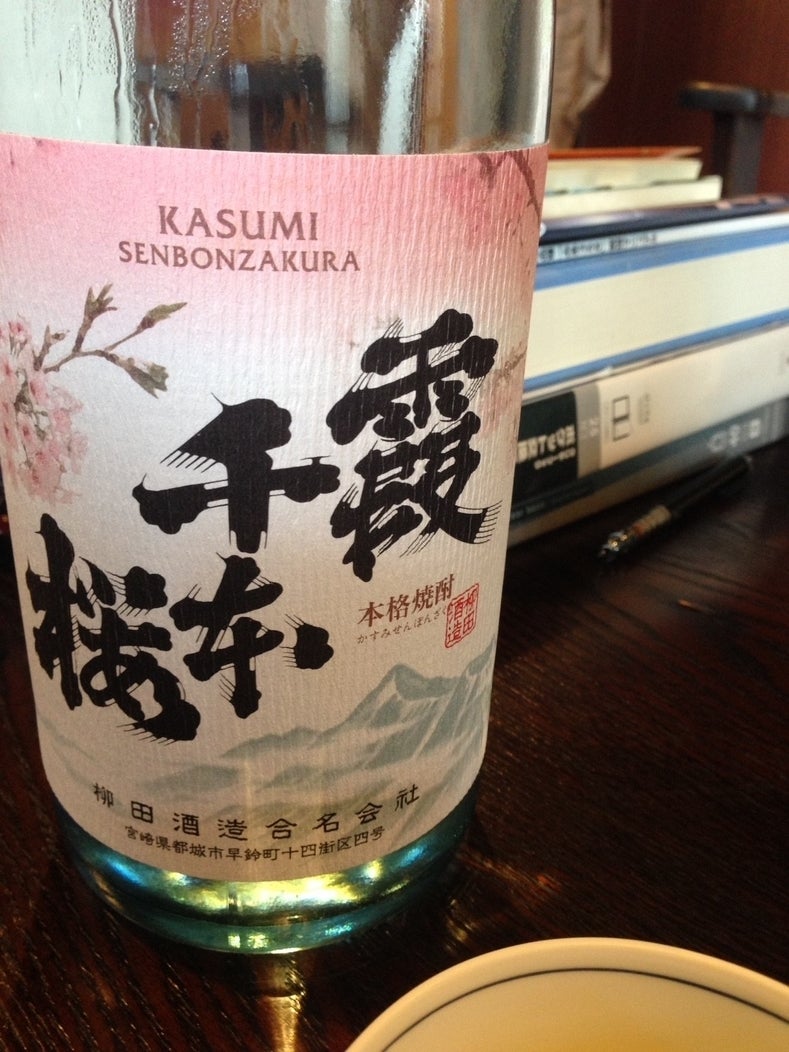 KASUMI
SENBONZAKURA
霞
千本
桜
本格焼酎
かすみせんぼんざくら
柳田
酒造
柳田酒造合名会社
宮崎県都城市早鈴町十四街区四号